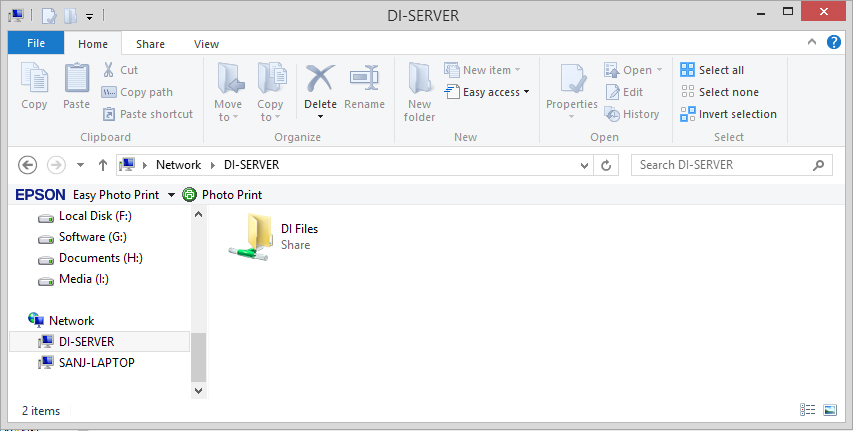 DI-SERVER
File Home Share View
Copy
Paste
Cut
Copy path
Paste shortcut
Clipboard
Move to
Copy to
Delete
Rename
Organize
New folder
New item
Easy access
New
Properties
Open
Edit
History
Open
Select all
Select none
Invert selection
Select
Network DI-SERVER
Search DI-SERVER
EPSON Easy Photo Print Photo Print
Local Disk (F:)
Software (G:)
Documents (H:)
Media (I:)
Network
DI-SERVER
SANJ-LAPTOP
DI Files
Share
2 items